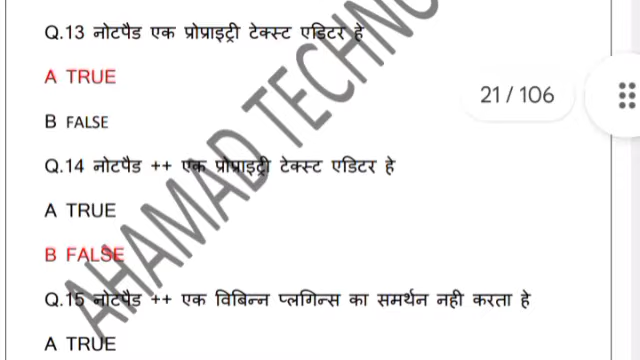 Q.13 नोटपैड एक प्रोप्राइट्री टेक्स्ट एडिटर हे
A TRUE
21 / 106
B FALSE
Q.14 नोटपैड ++ एक प्रोप्राइट्री टेक्स्ट एडिटर हे
A TRUE
B FALSE
Q.15 नोटपैड ++ एक विबिन्न प्लगिन्स का समर्थन नही करता हे
A TRUE
AHAMAD TECHNO